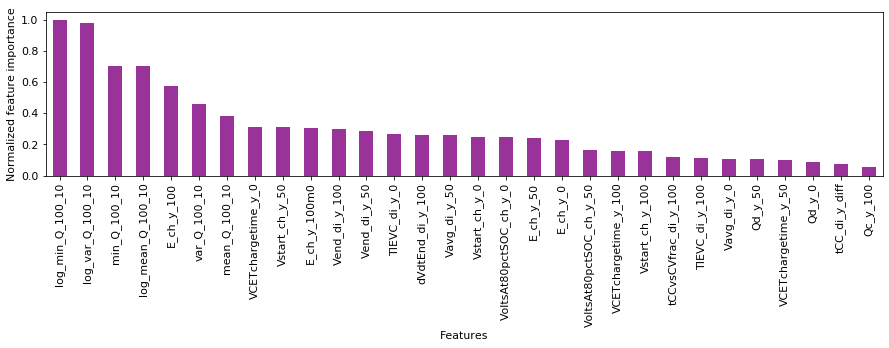 Normalized feature importance
1.0
0.8
0.6
0.4
0.2
0.0
log_min_Q_100_10
log_var_Q_100_10
min_Q_100_10
log_mean_Q_100_10
E_ch_y_100
var_Q_100_10
mean_Q_100_10
VCETchargetime_y_0
Vstart_ch_y_50
E_ch_y_100m0
Vend_di_y_100
Vend_di_y_50
TIEVC_di_y_0
dVdtEnd_di_y_100
Vavg_di_y_50
Vstart_ch_y_0
VoltsAt80pctSOC_ch_y_0
E_ch_y_50
E_ch_y_0
VoltsAt80pctSOC_ch_y_50
VCETchargetime_y_100
Vstart_ch_y_100
tCCvsCVfrac_di_y_100
TIEVC_di_y_100
Vavg_di_y_0
Qd_y_50
VCETchargetime_y_50
Qd_y_0
tCC_di_y_diff
Qc_y_100
Features